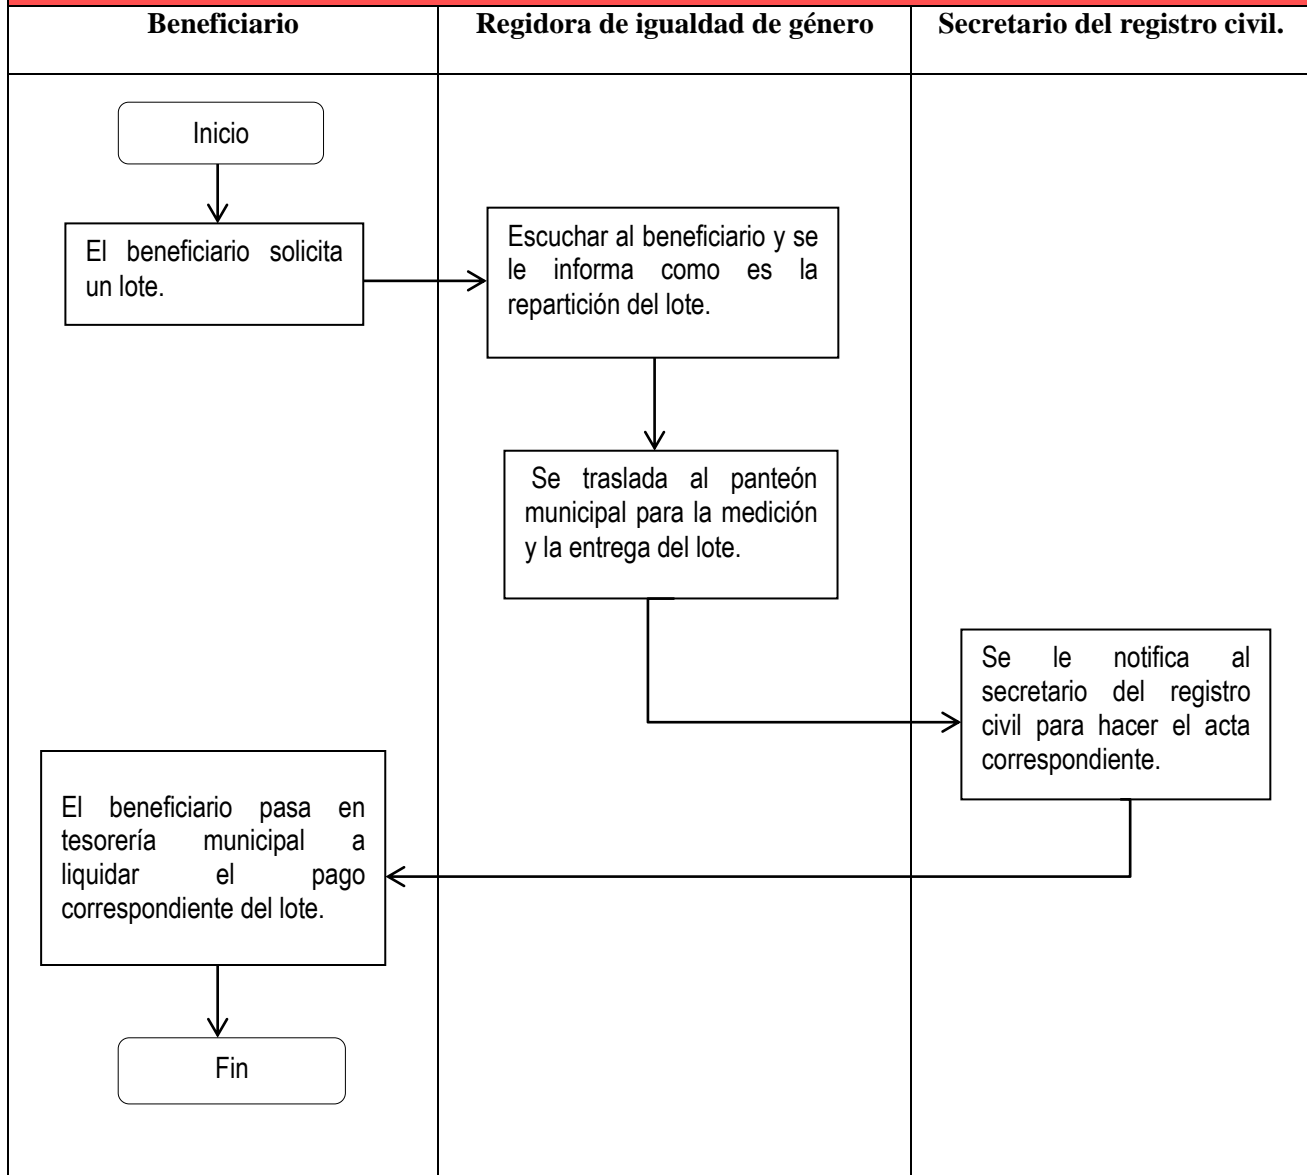 Beneficiario
Regidora de igualdad de género
Secretario del registro civil.
Inicio
El beneficiario solicita
un lote.
Escuchar al beneficiario y se
le informa como es la
repartición del lote.
Se traslada al panteón
municipal para la medición
y la entrega del lote.
Se le notifica al
secretario del registro
civil para hacer el acta
correspondiente.
El beneficiario pasa en
tesorería municipal a
liquidar el pago
correspondiente del lote.
Fin